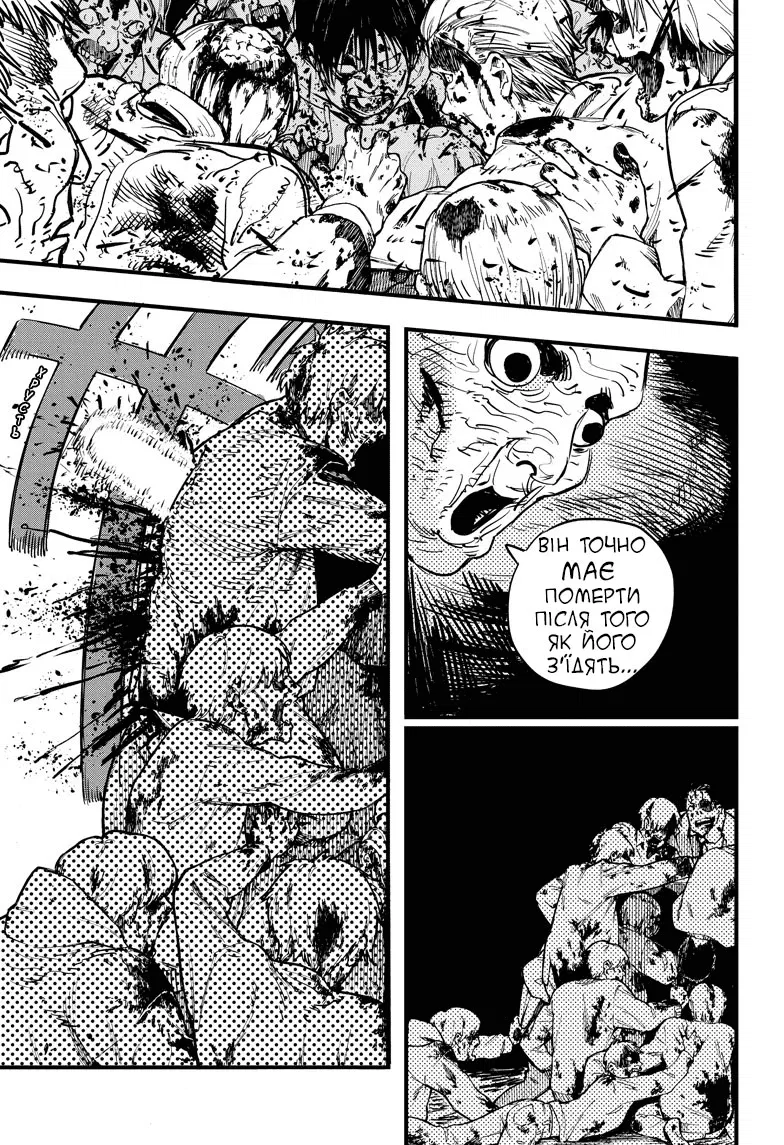 ВІН ТОЧНО
МАЄ
ПОМЕРТИ
ПІСЛЯ ТОГО
ЯК ЙОГО
З'ЇДЯТЬ...
ХРУСТЬ